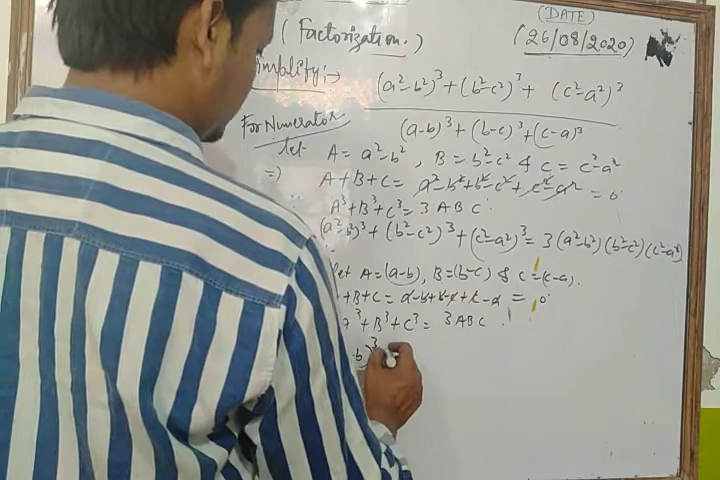 (Factorization.)
(DATE)
(26/08/2020)
implify:→ (a²-b²)³+(b²-c²)³+ (c²-a²)³
(a-b)³+(b-c)³+(c-a)³
For Numerator
let A = a²-b², B = b²-c² & C = c²-a²
=) A+B+C = a²-b²+b²-c²+c²-a² = 0.
∵ A³+B³+C³ = 3ABC.
(a²-b²)³+(b²-c²)³+(c²-a²)³ = 3(a²-b²)(b²-c²)(c²-a²)
let A=(a-b), B=(b-c) & C=(c-a).
+B+C = a-b+b-c+c-a = 0.
A³+B³+C³ = 3ABC.
-b)³